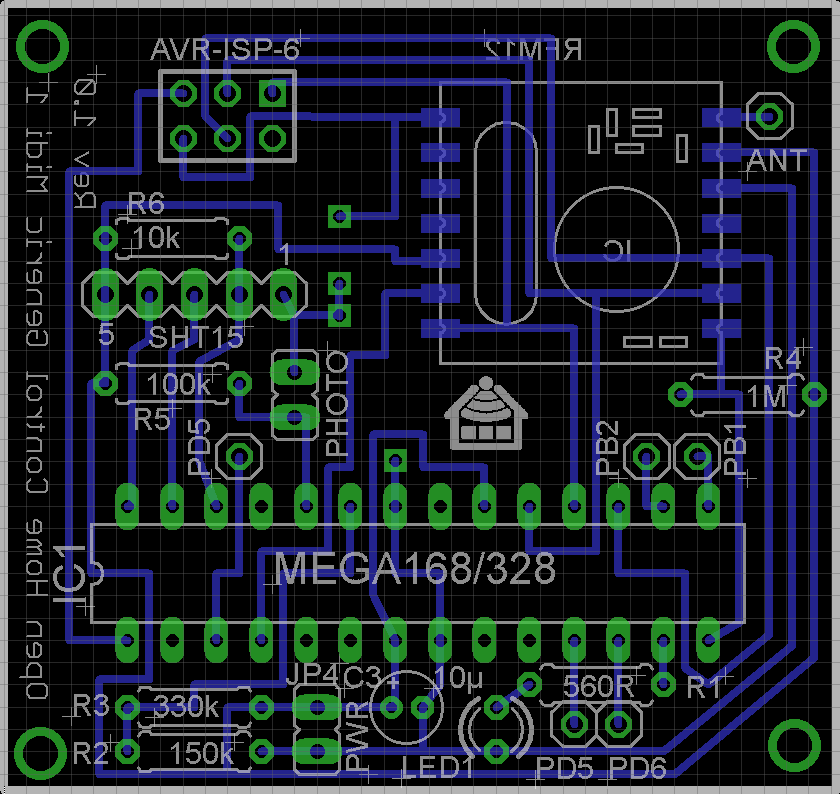 AVR-ISP-6
RFM12
Open Home Control Generic Midi 1
Rev 1.0
ANT
R6
10k
1
IC
5
SHT15
R4
100k
1M
R5
PHOTO
PD5
PB2
PB1
IC1
MEGA168/328
JP4
C3
+
10µ
560R
R1
R3
330k
PWR
R2
150k
LED1
PD5
PD6